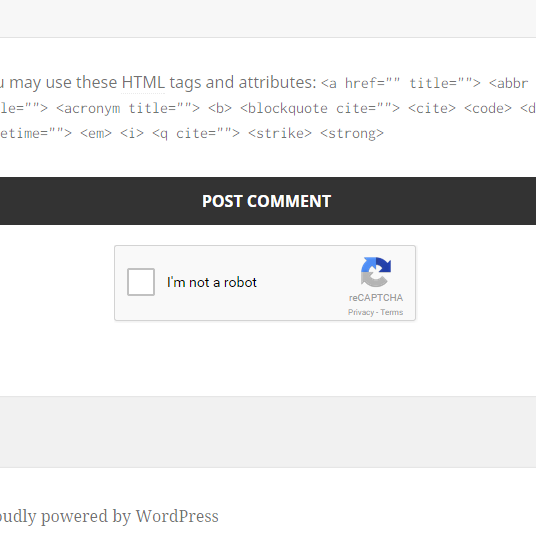 u may use these HTML tags and attributes: <a href="" title=""> <abbr
le=""> <acronym title=""> <b> <blockquote cite=""> <cite> <code> <d
etime=""> <em> <i> <q cite=""> <strike> <strong>
POST COMMENT
I'm not a robot
reCAPTCHA
Privacy - Terms
oudly powered by WordPress